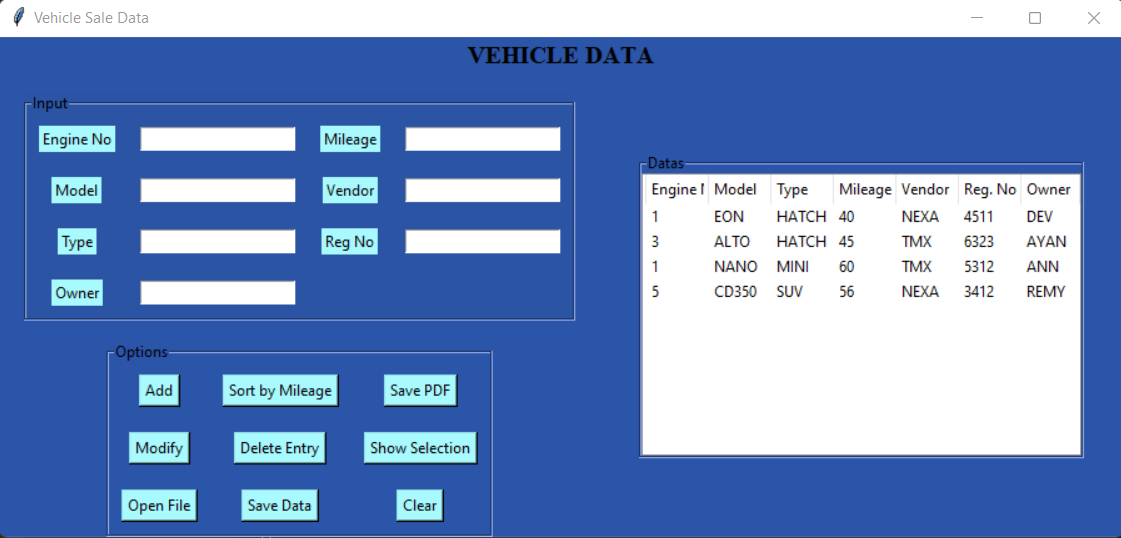 Vehicle Sale Data
VEHICLE DATA
Input
Engine No Mileage
Model Vendor
Type Reg No
Owner
Options
Add Sort by Mileage Save PDF
Modify Delete Entry Show Selection
Open File Save Data Clear
Datas
Engine Model Type Mileage Vendor Reg. No Owner
1 EON HATCH 40 NEXA 4511 DEV
3 ALTO HATCH 45 TMX 6323 AYAN
1 NANO MINI 60 TMX 5312 ANN
5 CD350 SUV 56 NEXA 3412 REMY